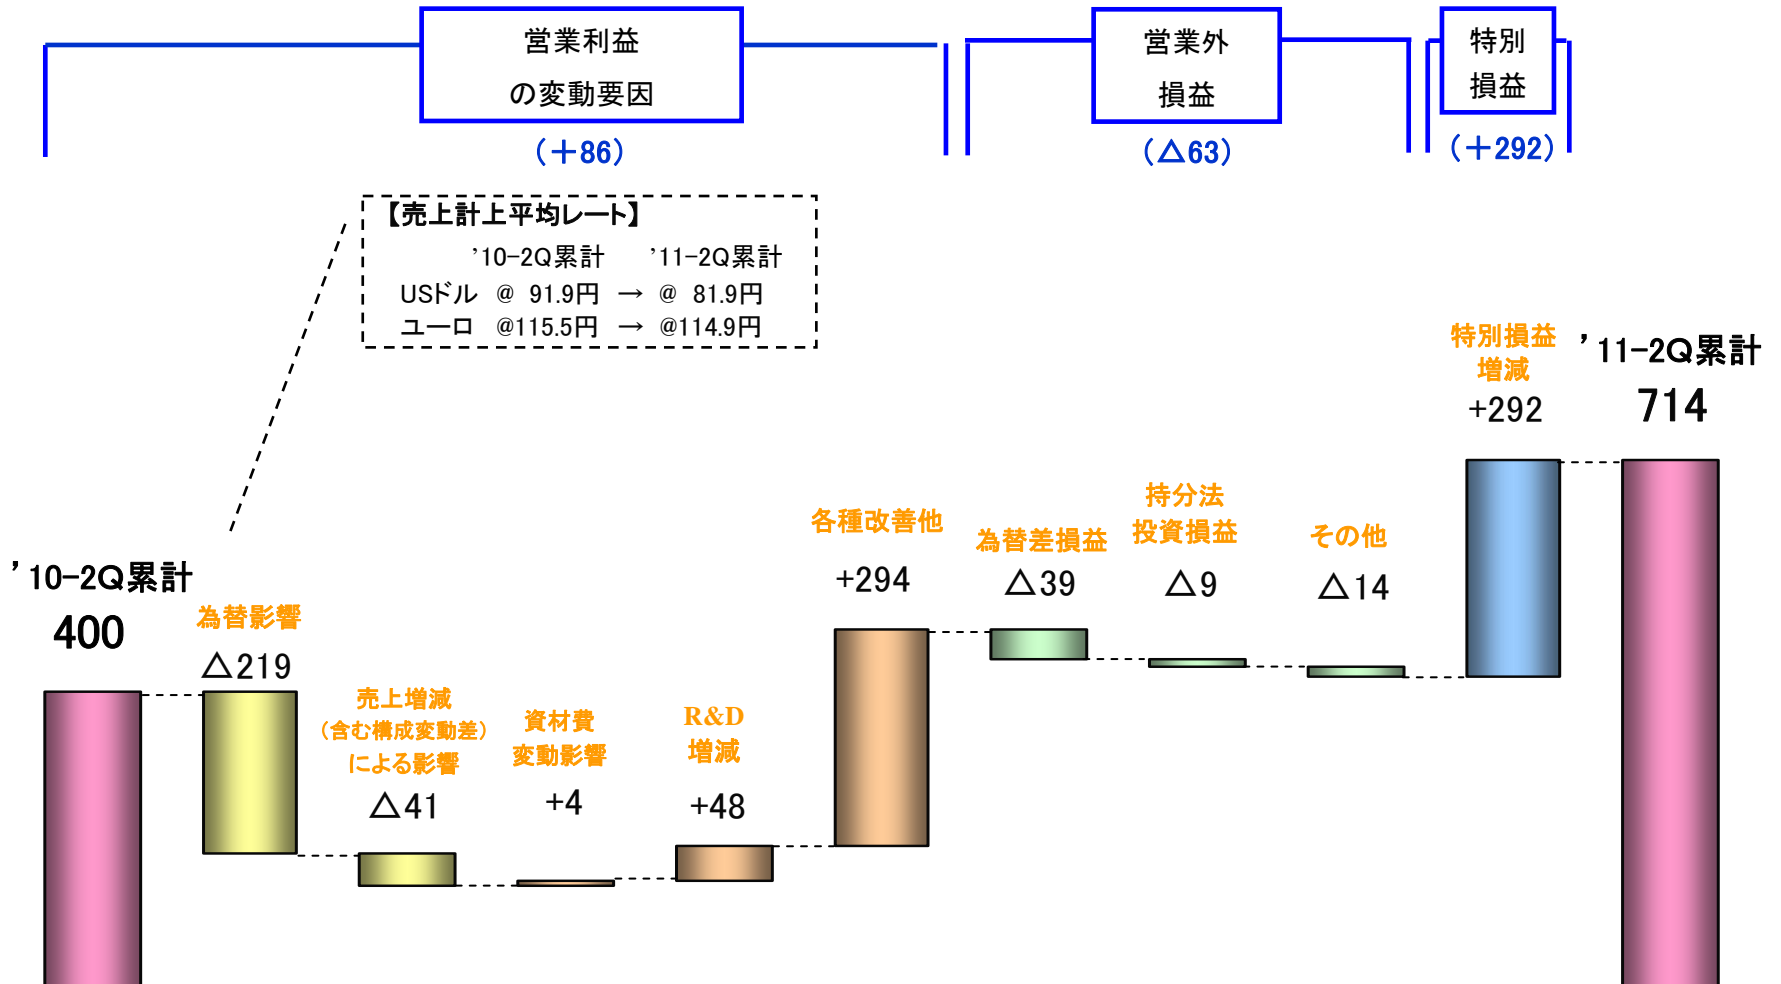 営業利益
の変動要因
(＋86)
営業外
損益
(△63)
特別
損益
(＋292)
【売上計上平均レート】
’10-2Q累計 ’11-2Q累計
USドル @ 91.9円 → @ 81.9円
ユーロ @115.5円 → @114.9円
’10-2Q累計
400
為替影響
△219
売上増減
(含む構成変動差)
による影響
△41
資材費
変動影響
+4
R&D
増減
+48
各種改善他
+294
為替差損益
△39
持分法
投資損益
△9
その他
△14
特別損益
増減
+292
’11-2Q累計
714